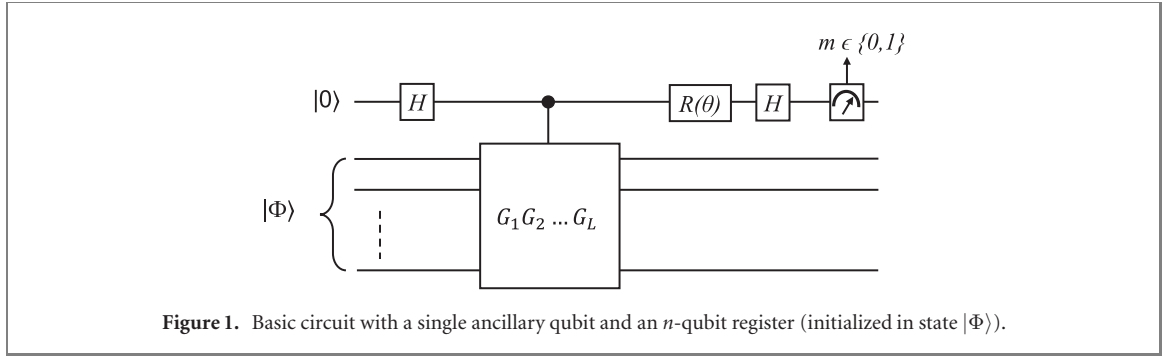 m ϵ {0,1}
|0⟩ H R(θ) H
|Φ⟩ G₁G₂ … G_L
Figure 1. Basic circuit with a single ancillary qubit and an n-qubit register (initialized in state |Φ⟩).